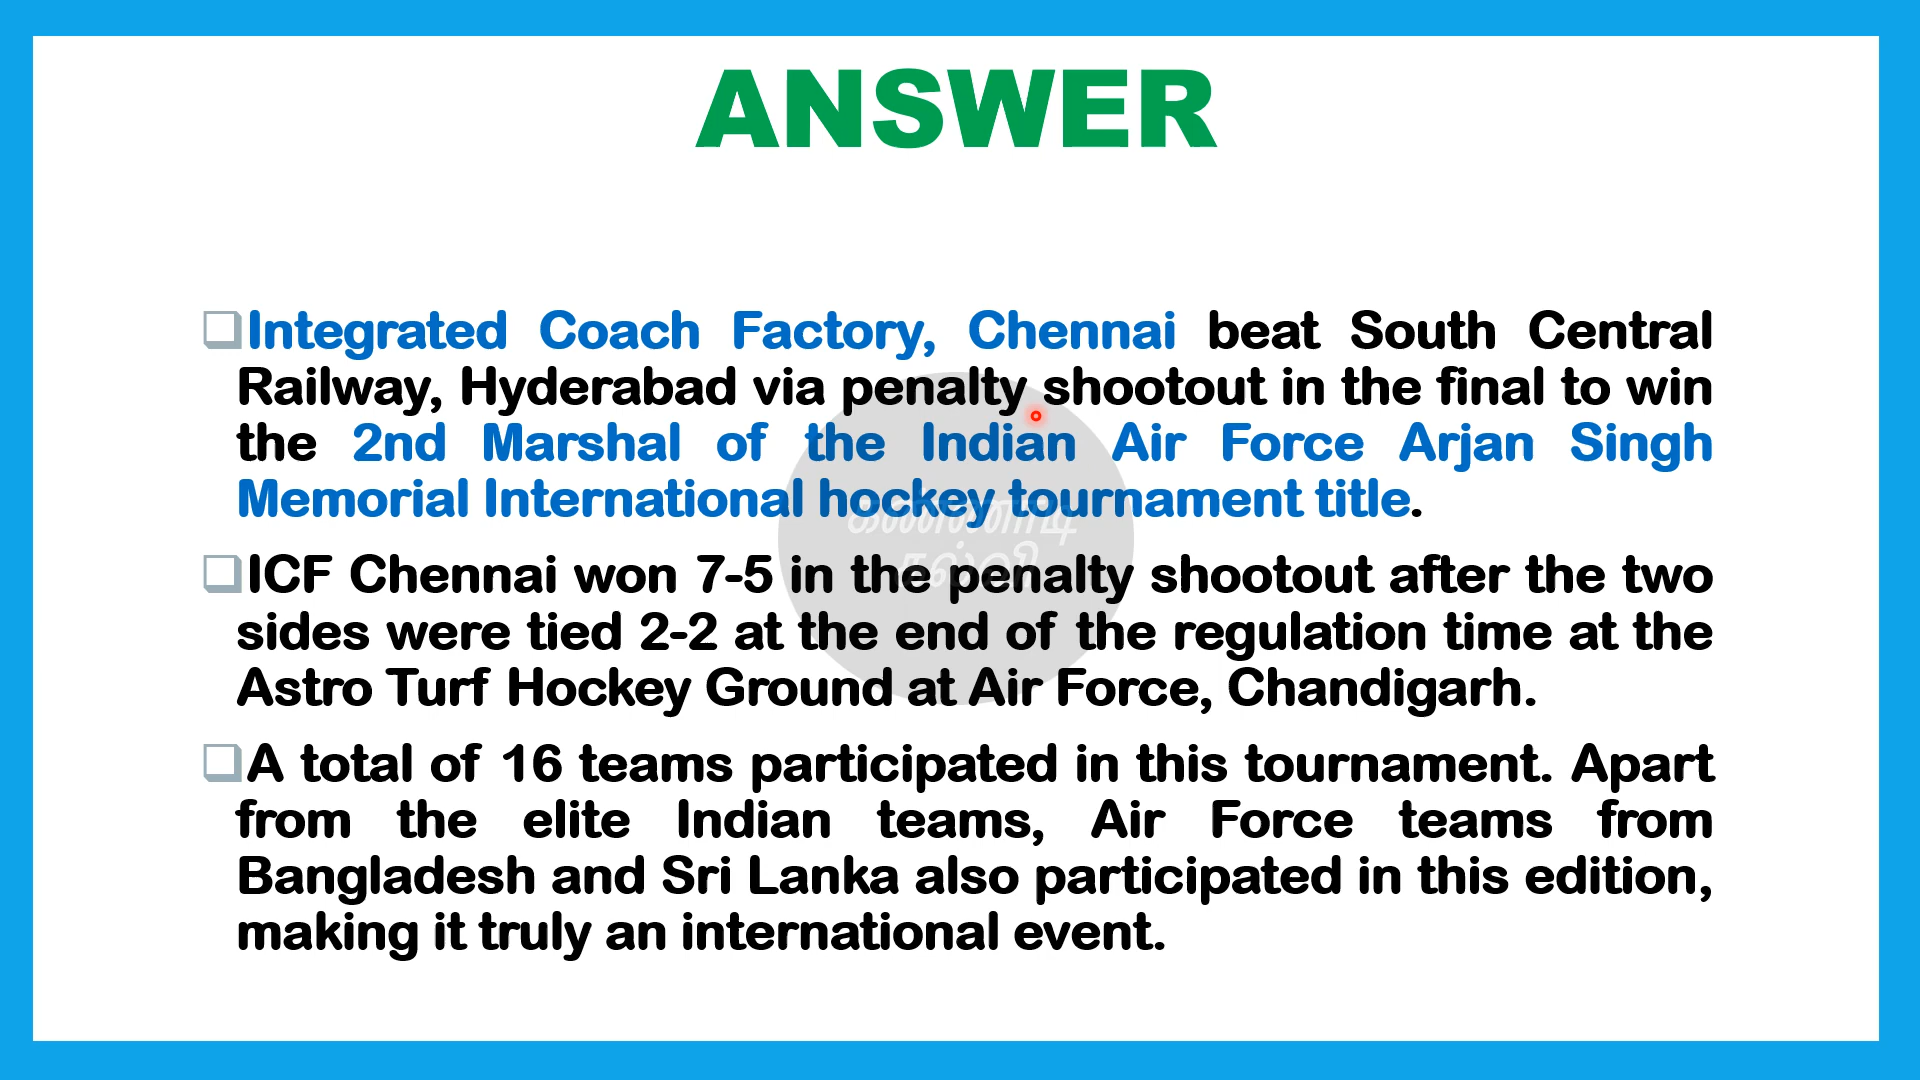 ANSWER
Integrated Coach Factory, Chennai beat South Central
Railway, Hyderabad via penalty shootout in the final to win
the 2nd Marshal of the Indian Air Force Arjan Singh
Memorial International hockey tournament title.
ICF Chennai won 7-5 in the penalty shootout after the two
sides were tied 2-2 at the end of the regulation time at the
Astro Turf Hockey Ground at Air Force, Chandigarh.
A total of 16 teams participated in this tournament. Apart
from the elite Indian teams, Air Force teams from
Bangladesh and Sri Lanka also participated in this edition,
making it truly an international event.